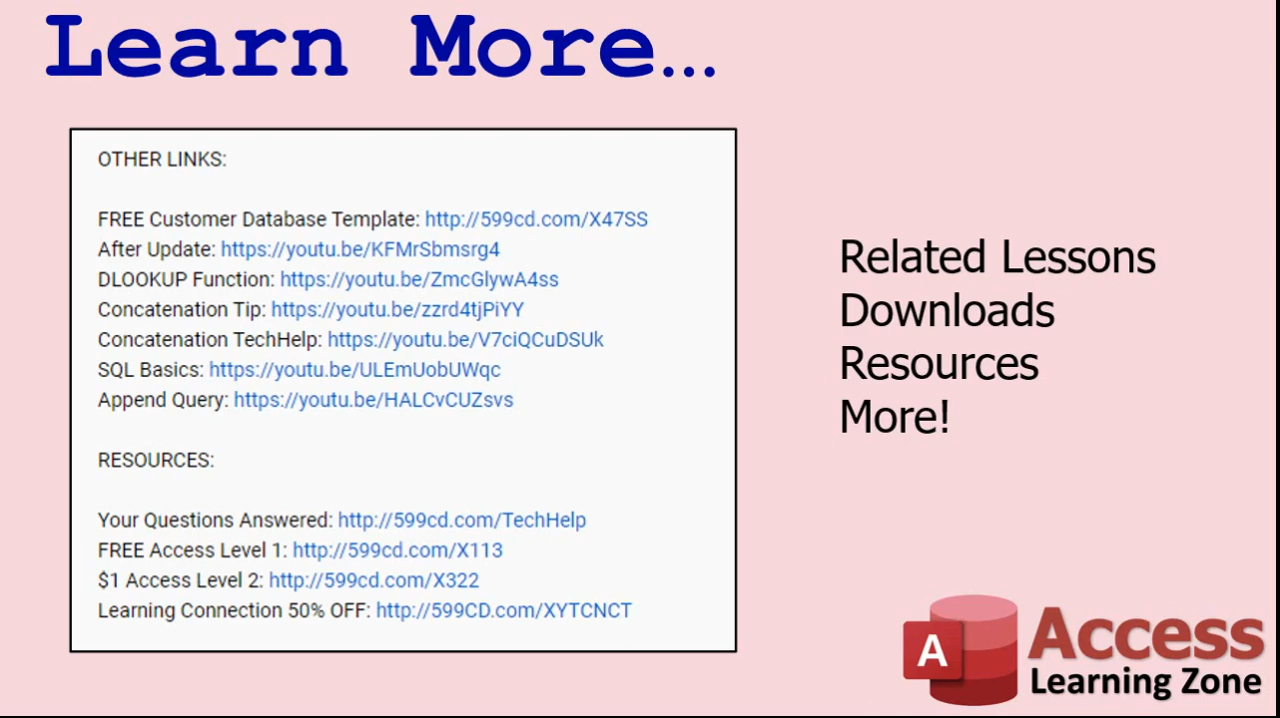 Learn More...
OTHER LINKS:
FREE Customer Database Template: http://599cd.com/X47SS
After Update: https://youtu.be/KFMrSbmsrg4
DLOOKUP Function: https://youtu.be/ZmcGlywA4ss
Concatenation Tip: https://youtu.be/zzrd4tjPiYY
Concatenation TechHelp: https://youtu.be/V7ciQCuDSUk
SQL Basics: https://youtu.be/ULEmUobUWqc
Append Query: https://youtu.be/HALCvCUZsvs
RESOURCES:
Your Questions Answered: http://599cd.com/TechHelp
FREE Access Level 1: http://599cd.com/X113
$1 Access Level 2: http://599cd.com/X322
Learning Connection 50% OFF: http://599CD.com/XYTCNCT
Related Lessons
Downloads
Resources
More!
A
Access
Learning Zone